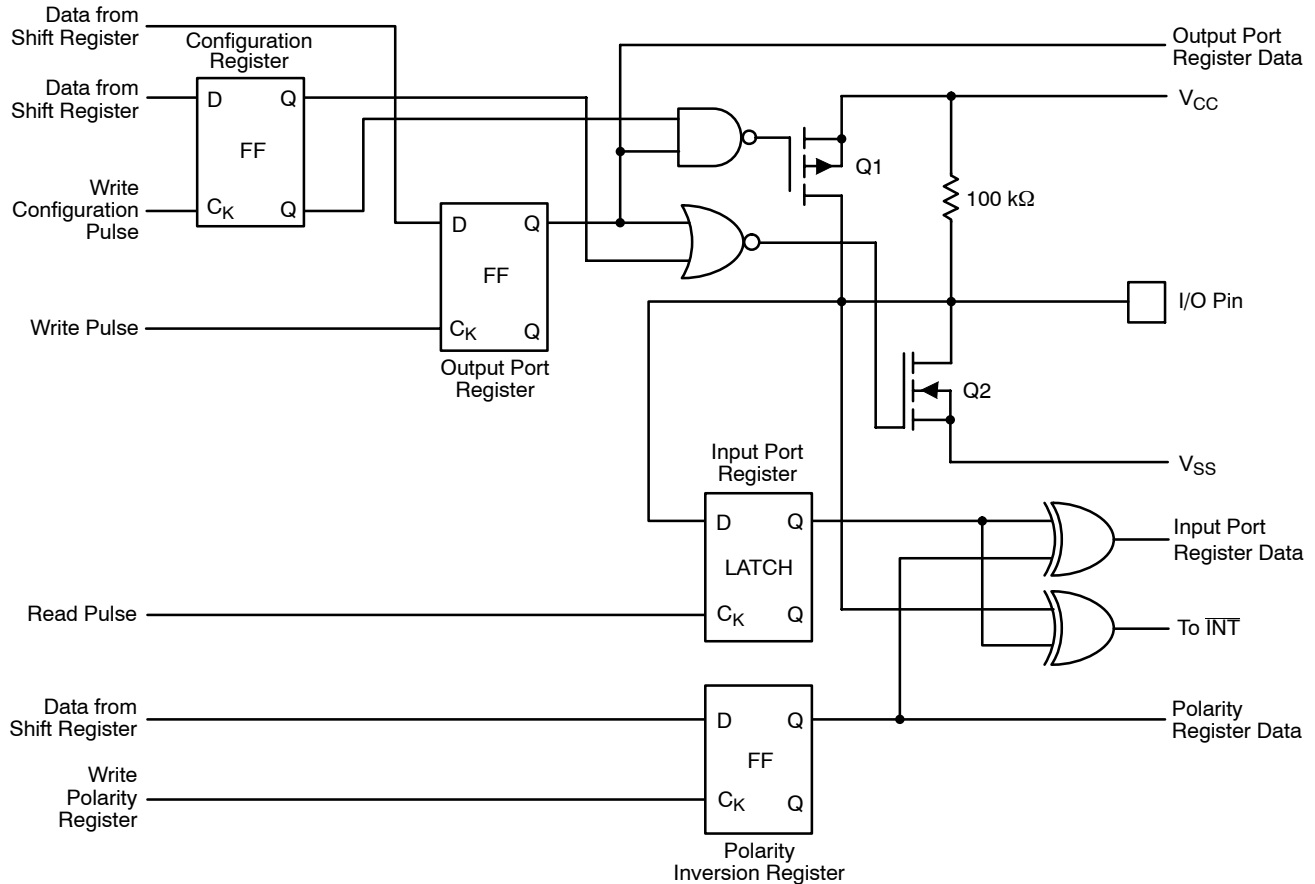 Data from
Shift Register
Configuration
Register
Output Port
Register Data
Data from
Shift Register
D
Q
VCC
FF
Q1
Write
Configuration
Pulse
CK
Q
100 kΩ
D
Q
FF
I/O Pin
Write Pulse
CK
Q
Output Port
Register
Q2
Input Port
Register
VSS
D
Q
Input Port
Register Data
LATCH
Read Pulse
CK
Q
To INT
Data from
Shift Register
D
Q
Polarity
Register Data
FF
Write
Polarity
Register
CK
Q
Polarity
Inversion Register